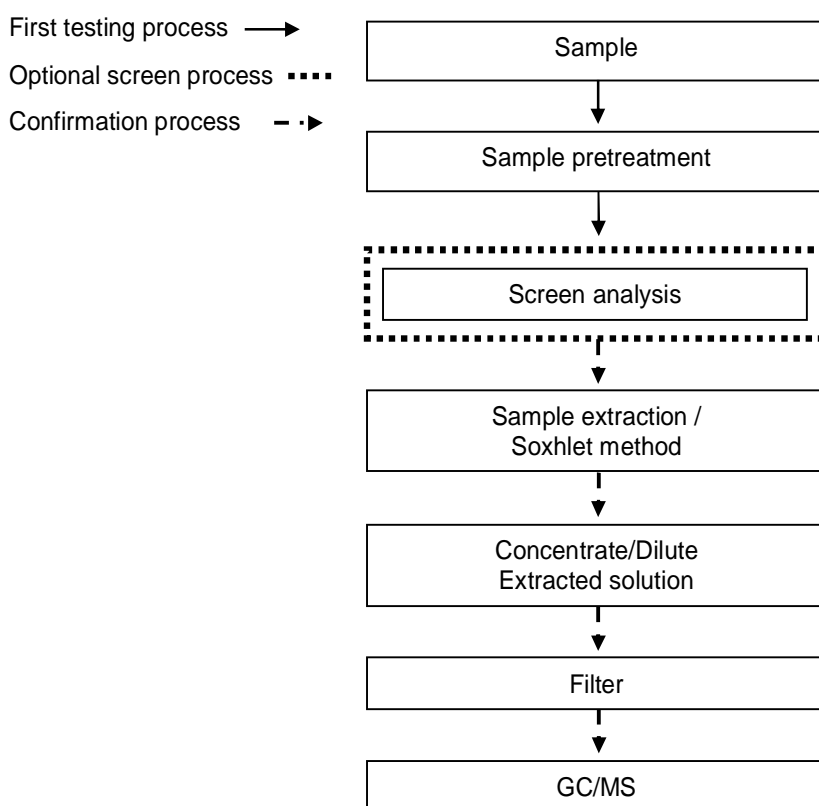 First testing process
Optional screen process
Confirmation process
Sample
Sample pretreatment
Screen analysis
Sample extraction /
Soxhlet method
Concentrate/Dilute
Extracted solution
Filter
GC/MS